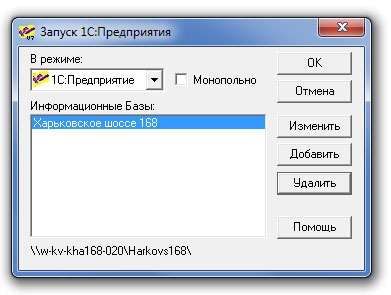 Запуск 1С:Предприятия
В режиме:
1С:Предприятие
Монопольно
OK
Отмена
Информационные Базы:
Харьковское шоссе 168
Изменить
Добавить
Удалить
Помощь
\\w-kv-kha168-020\Harkovs168\